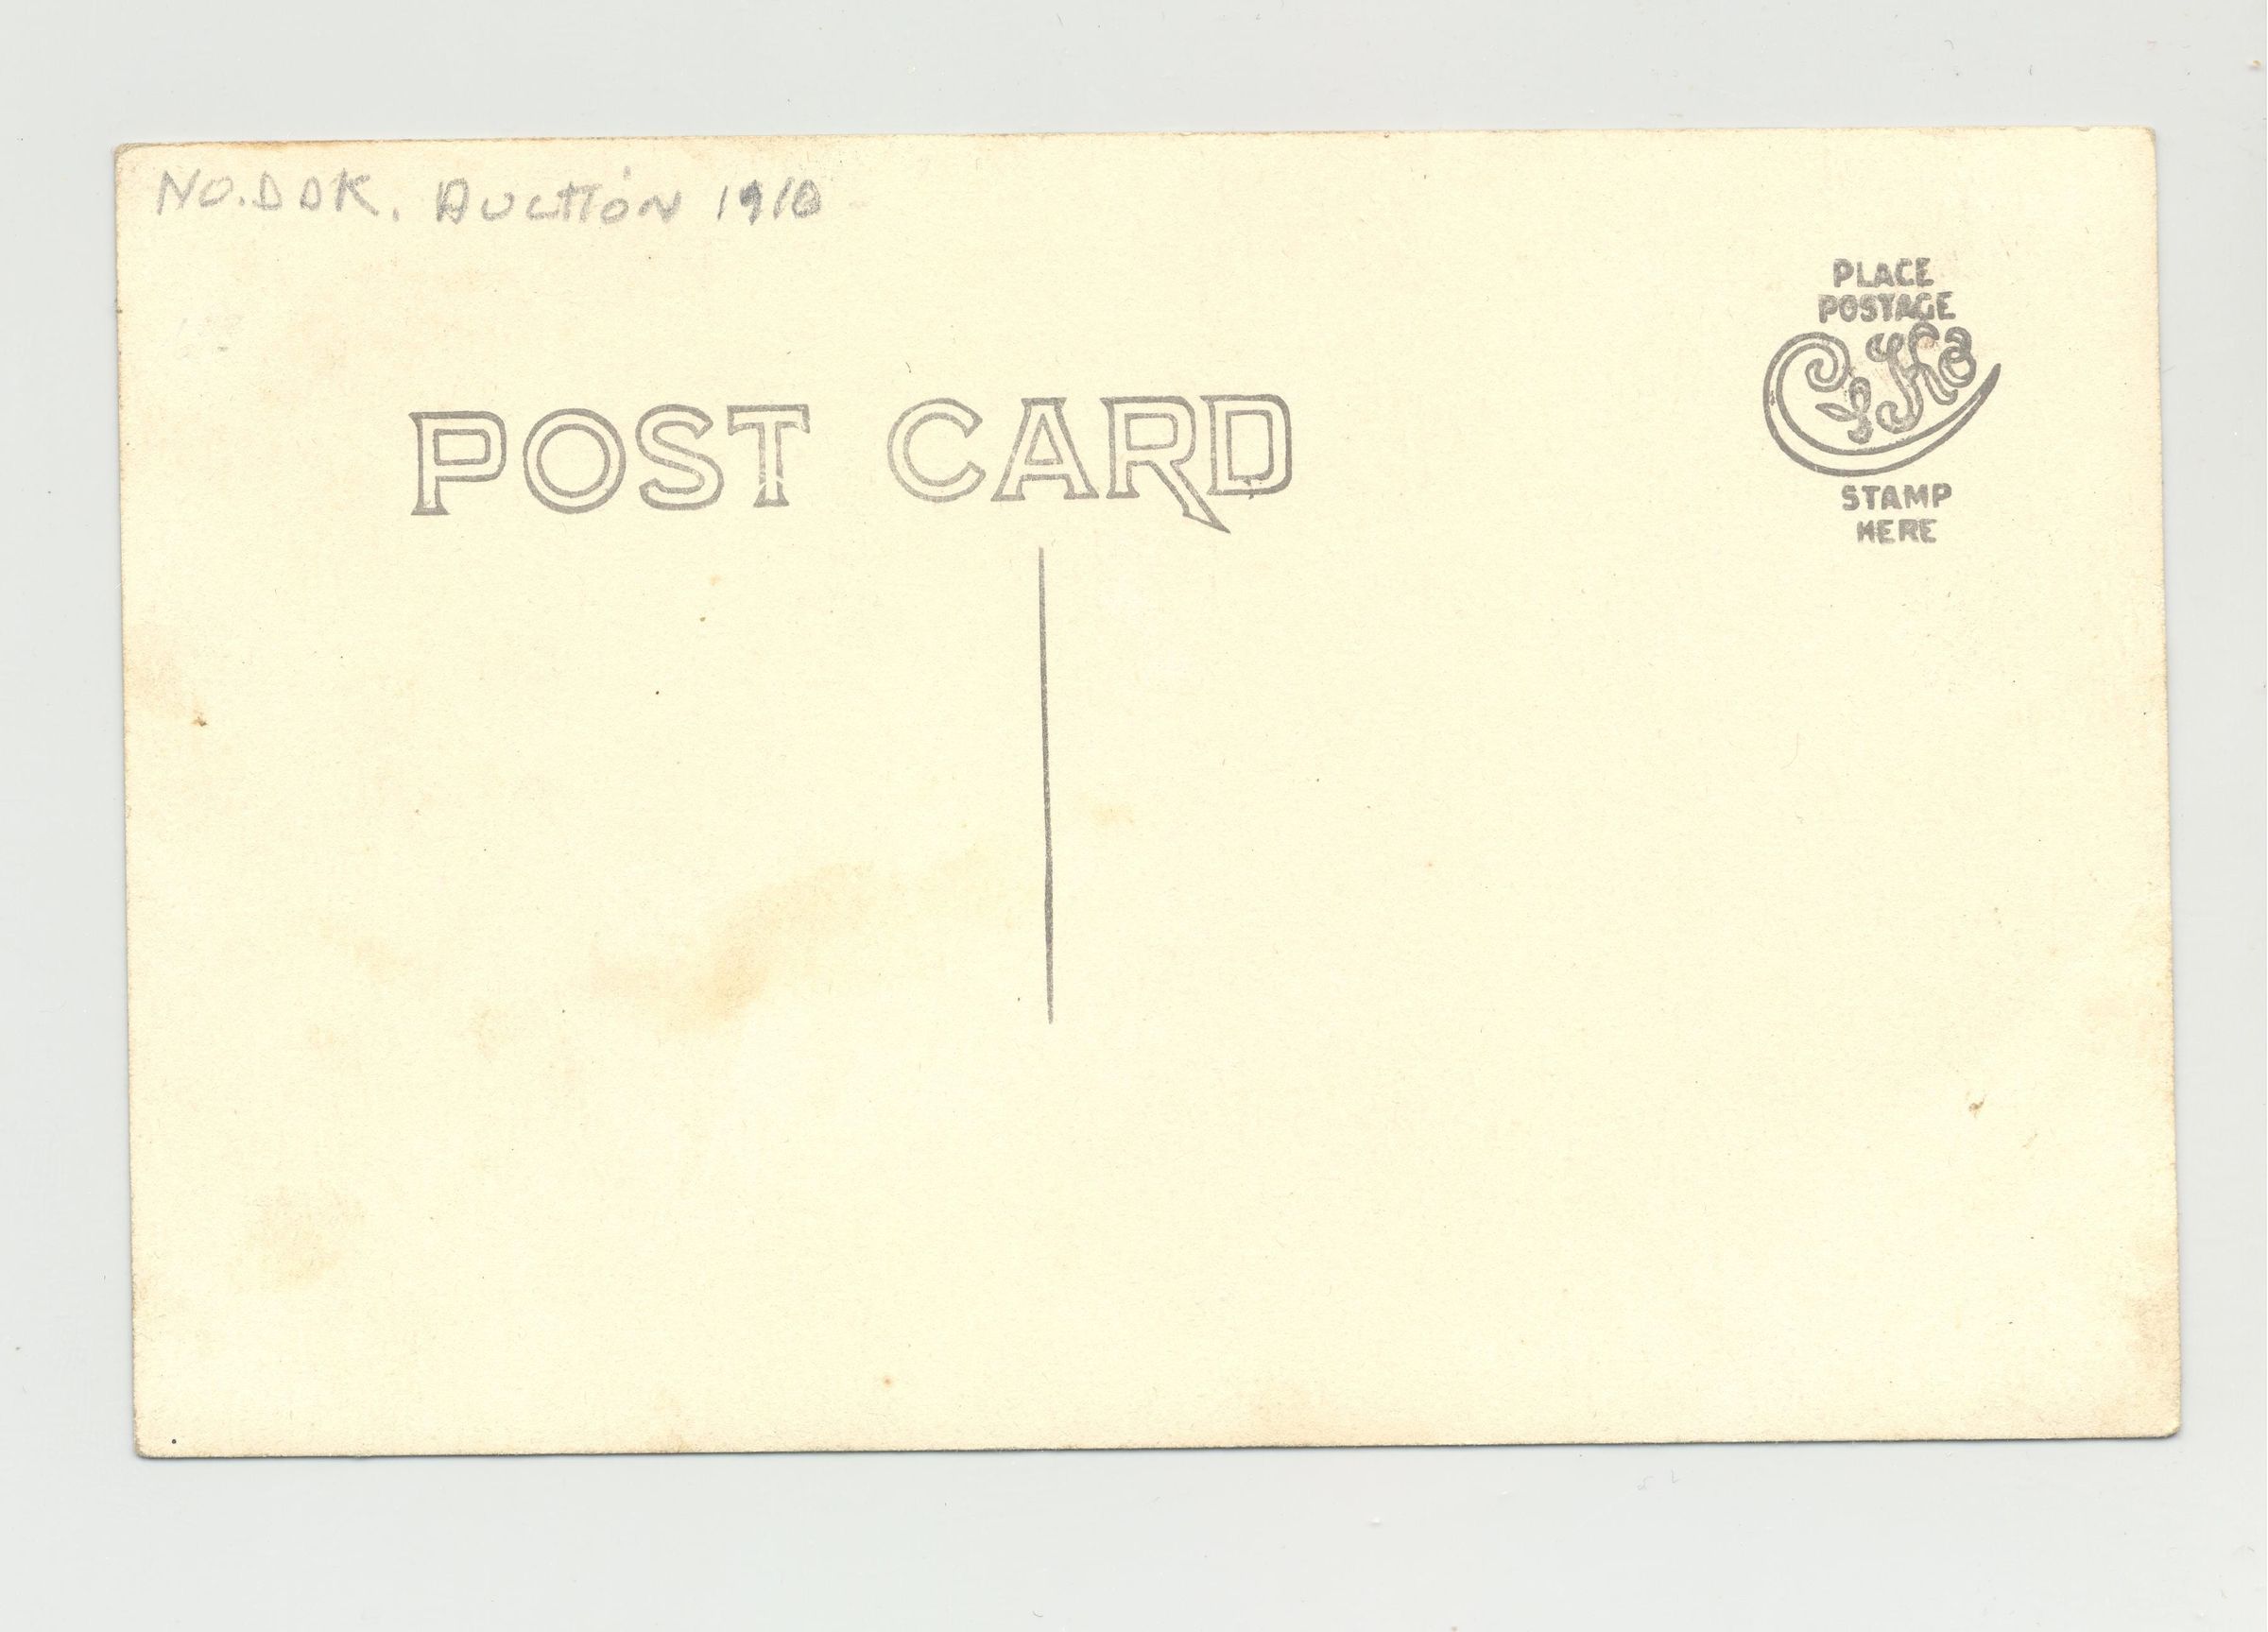 NO. DAK. AUCTION 1910
POST CARD
PLACE
POSTAGE
STAMP
HERE